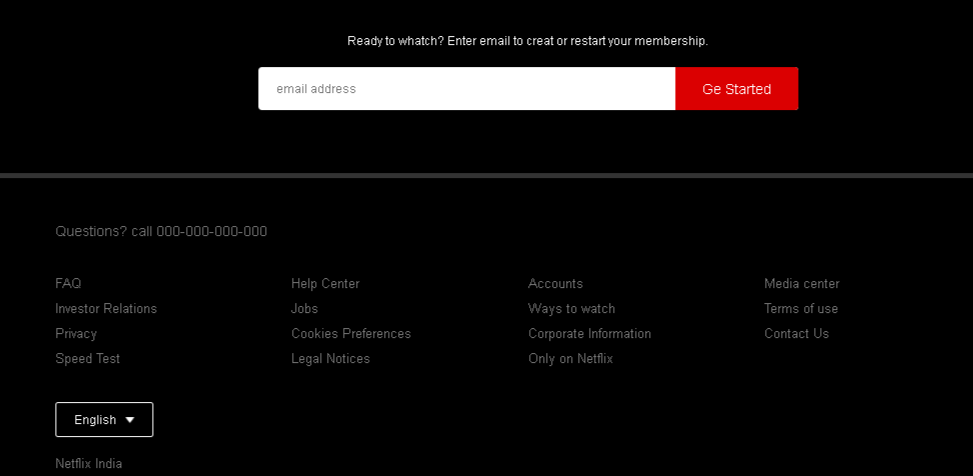 Ready to whatch? Enter email to creat or restart your membership.
email address
Ge Started
Questions? call 000-000-000-000
FAQ
Help Center
Accounts
Media center
Investor Relations
Jobs
Ways to watch
Terms of use
Privacy
Cookies Preferences
Corporate Information
Contact Us
Speed Test
Legal Notices
Only on Netflix
English
Netflix India